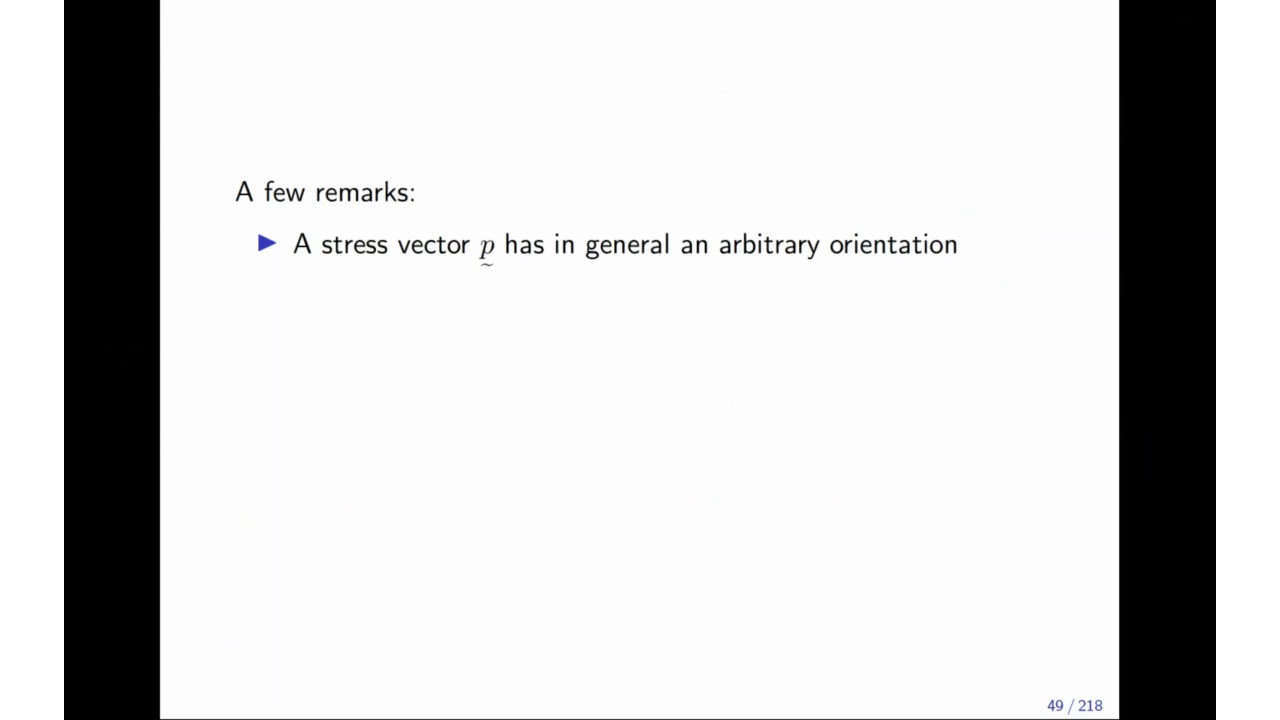 A few remarks:
▶ A stress vector p̰ has in general an arbitrary orientation
49 / 218